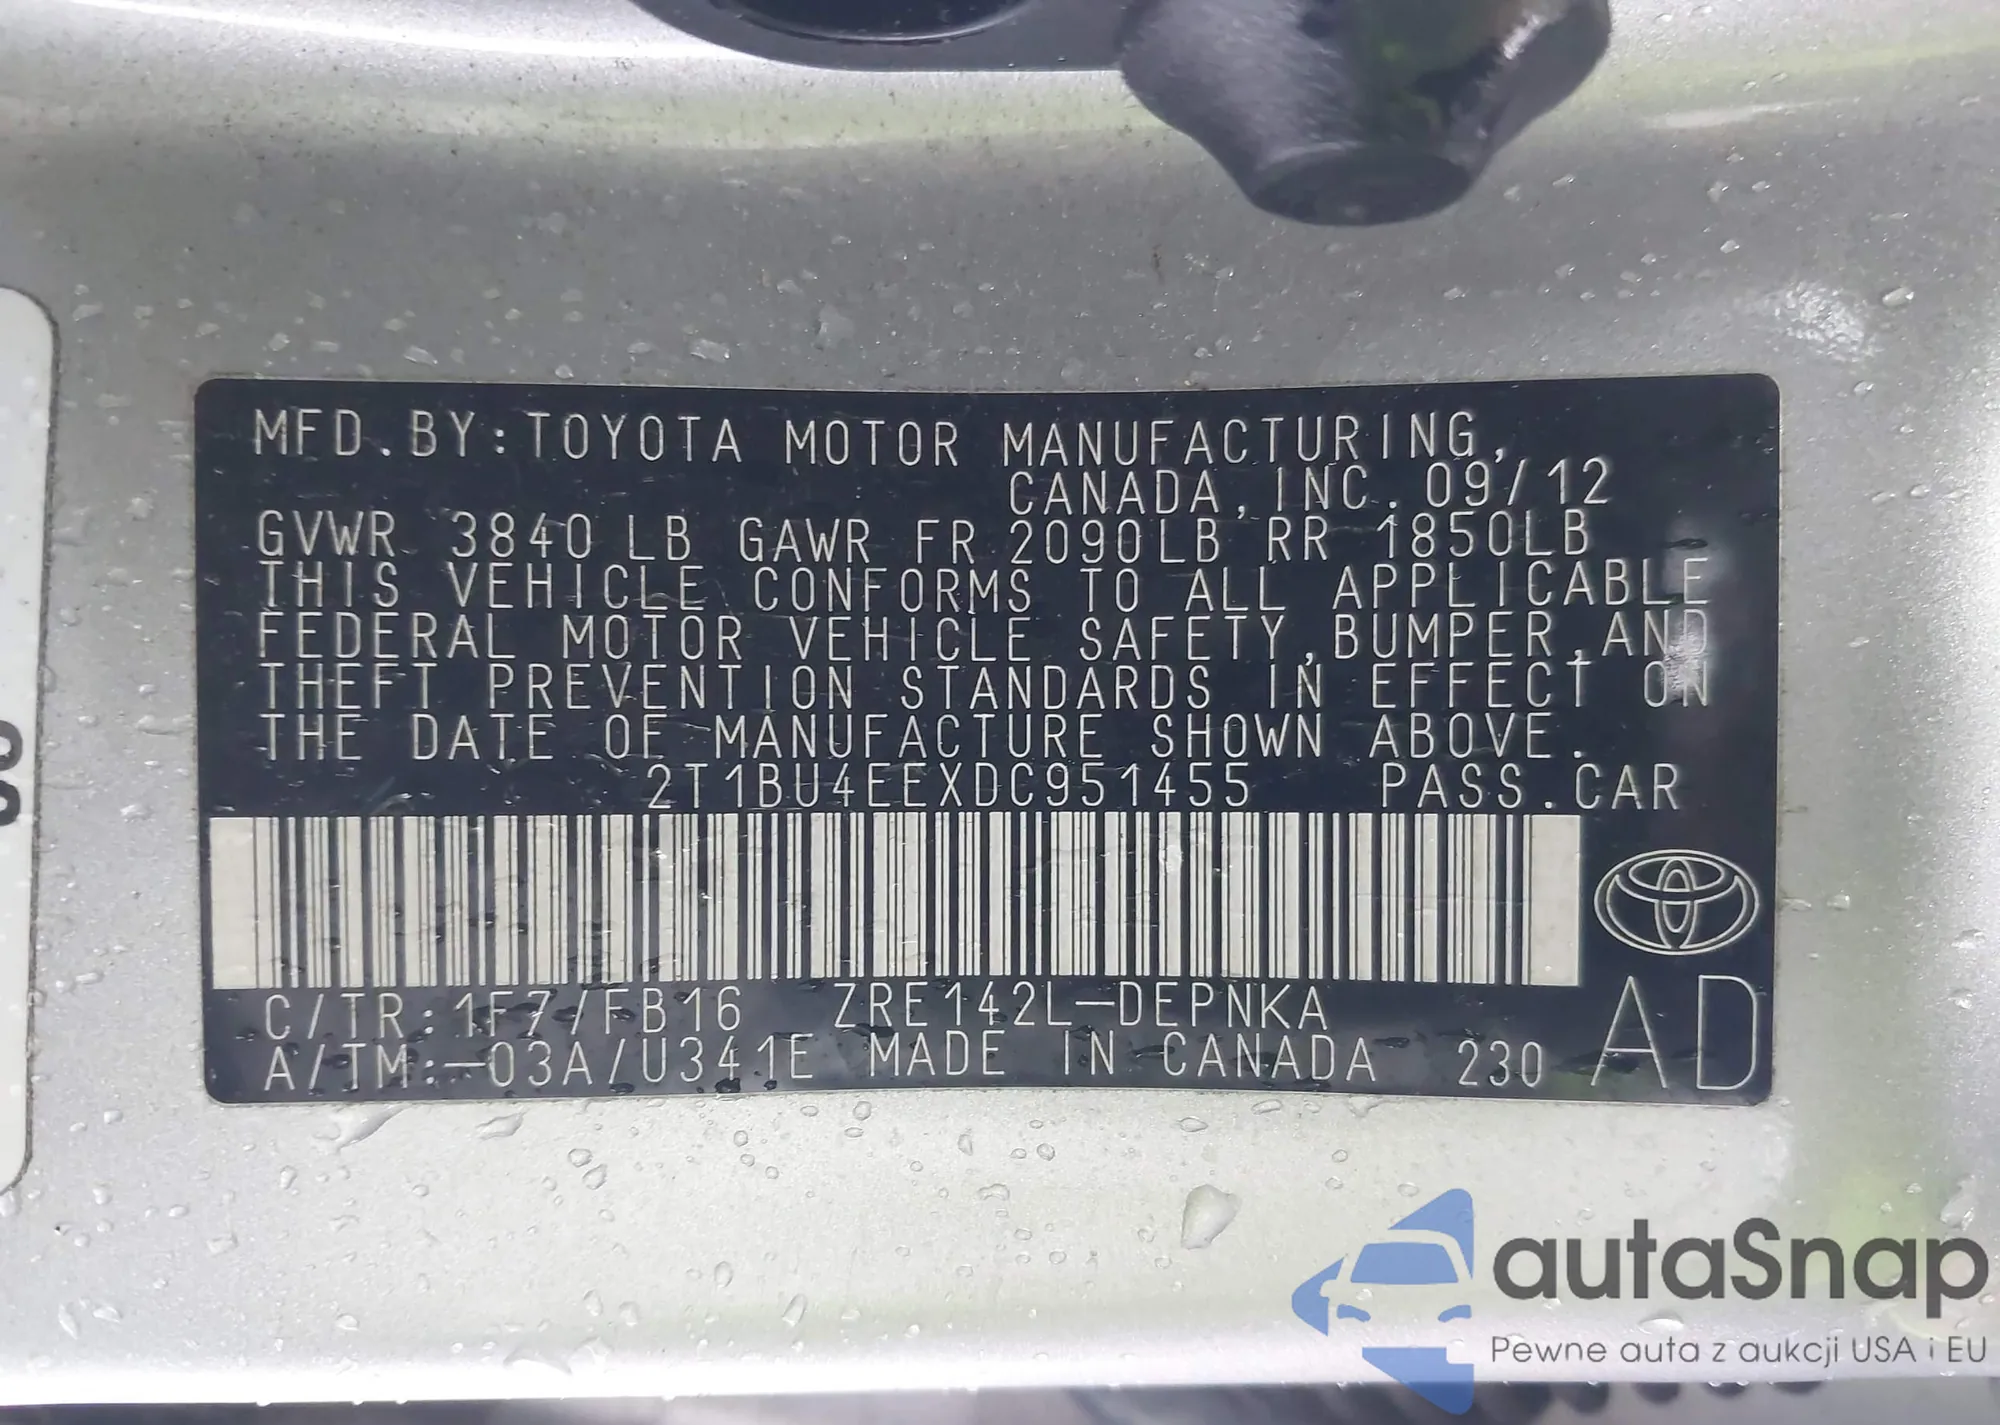 MFD.BY:TOYOTA MOTOR MANUFACTURING,
CANADA,INC. 09/12
GVWR 3840LB GAWR FR 2090LB RR 1850LB
THIS VEHICLE CONFORMS TO ALL APPLICABLE
FEDERAL MOTOR VEHICLE SAFETY,BUMPER,AND
THEFT PREVENTION STANDARDS IN EFFECT ON
THE DATE OF MANUFACTURE SHOWN ABOVE.
2T1BU4EEXDC951455 PASS.CAR
C/TR:1F7/FB16 ZRE142L-DEPNKA
A/TM:-03A/U341E MADE IN CANADA 230 AD
autaSnap
Pewne auta z aukcji USA i EU